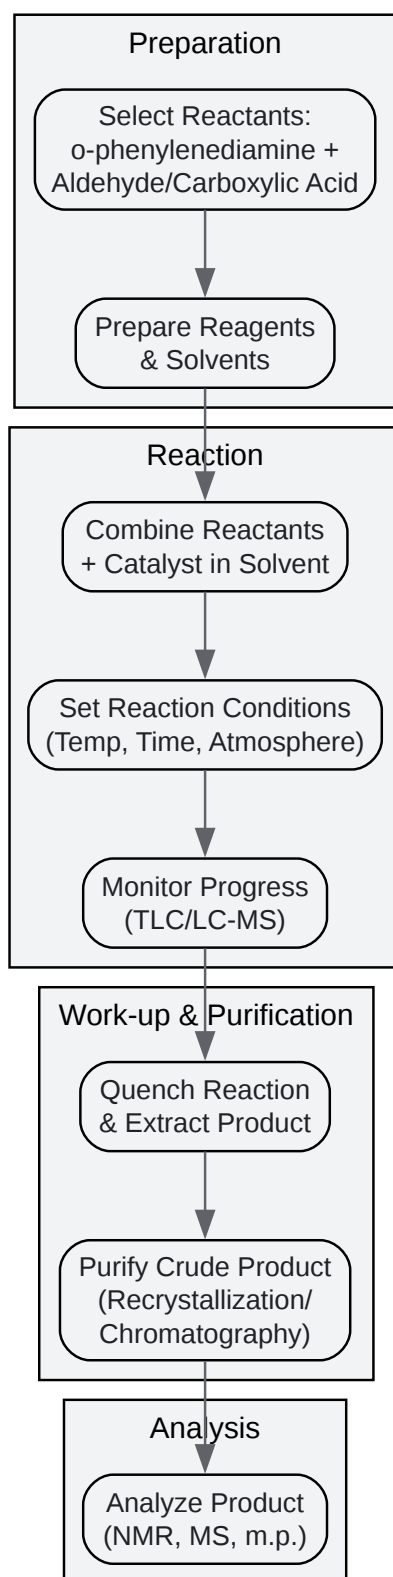 Preparation
Select Reactants:
o-phenylenediamine +
Aldehyde/Carboxylic Acid
Prepare Reagents
& Solvents
Reaction
Combine Reactants
+ Catalyst in Solvent
Set Reaction Conditions
(Temp, Time, Atmosphere)
Monitor Progress
(TLC/LC-MS)
Work-up & Purification
Quench Reaction
& Extract Product
Purify Crude Product
(Recrystallization/
Chromatography)
Analysis
Analyze Product
(NMR, MS, m.p.)